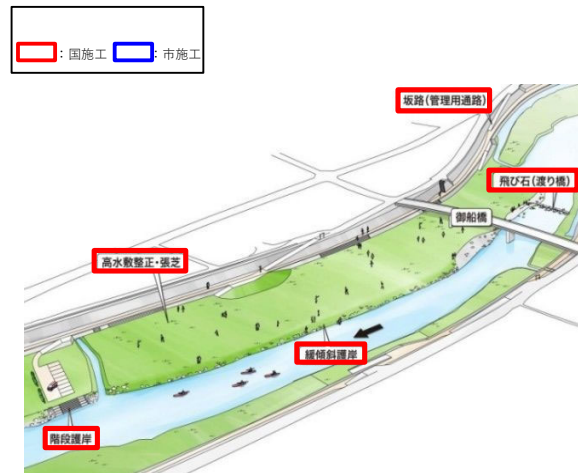 ：国施工 ：市施工
坂路(管理用通路)
飛び石(渡り橋)
御船橋
高水敷整正・張芝
緩傾斜護岸
階段護岸